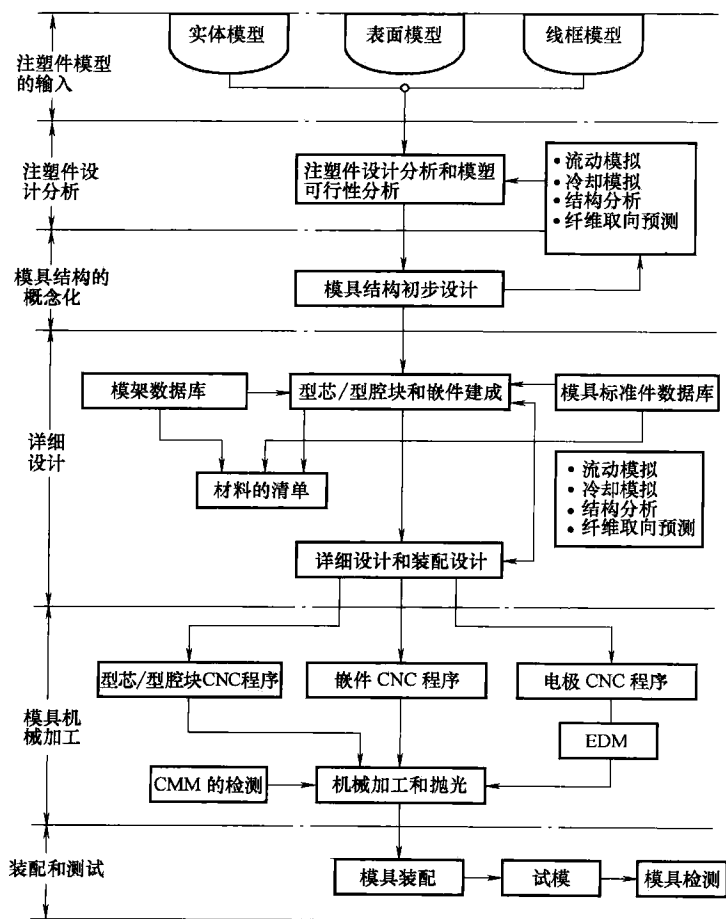 实体模型
表面模型
线框模型
注塑件模型
的输入
注塑件设
计分析
注塑件设计分析和模塑
可行性分析
• 流动模拟
• 冷却模拟
• 结构分析
• 纤维取向预测
模具结构的
概念化
模具结构初步设计
详细
设计
模架数据库
型芯/型腔块和嵌件建成
模具标准件数据库
材料的清单
• 流动模拟
• 冷却模拟
• 结构分析
• 纤维取向预测
详细设计和装配设计
模具机
械加工
型芯/型腔块CNC程序
嵌件 CNC 程序
电极 CNC 程序
EDM
CMM 的检测
机械加工和抛光
装配和测试
模具装配
试模
模具检测